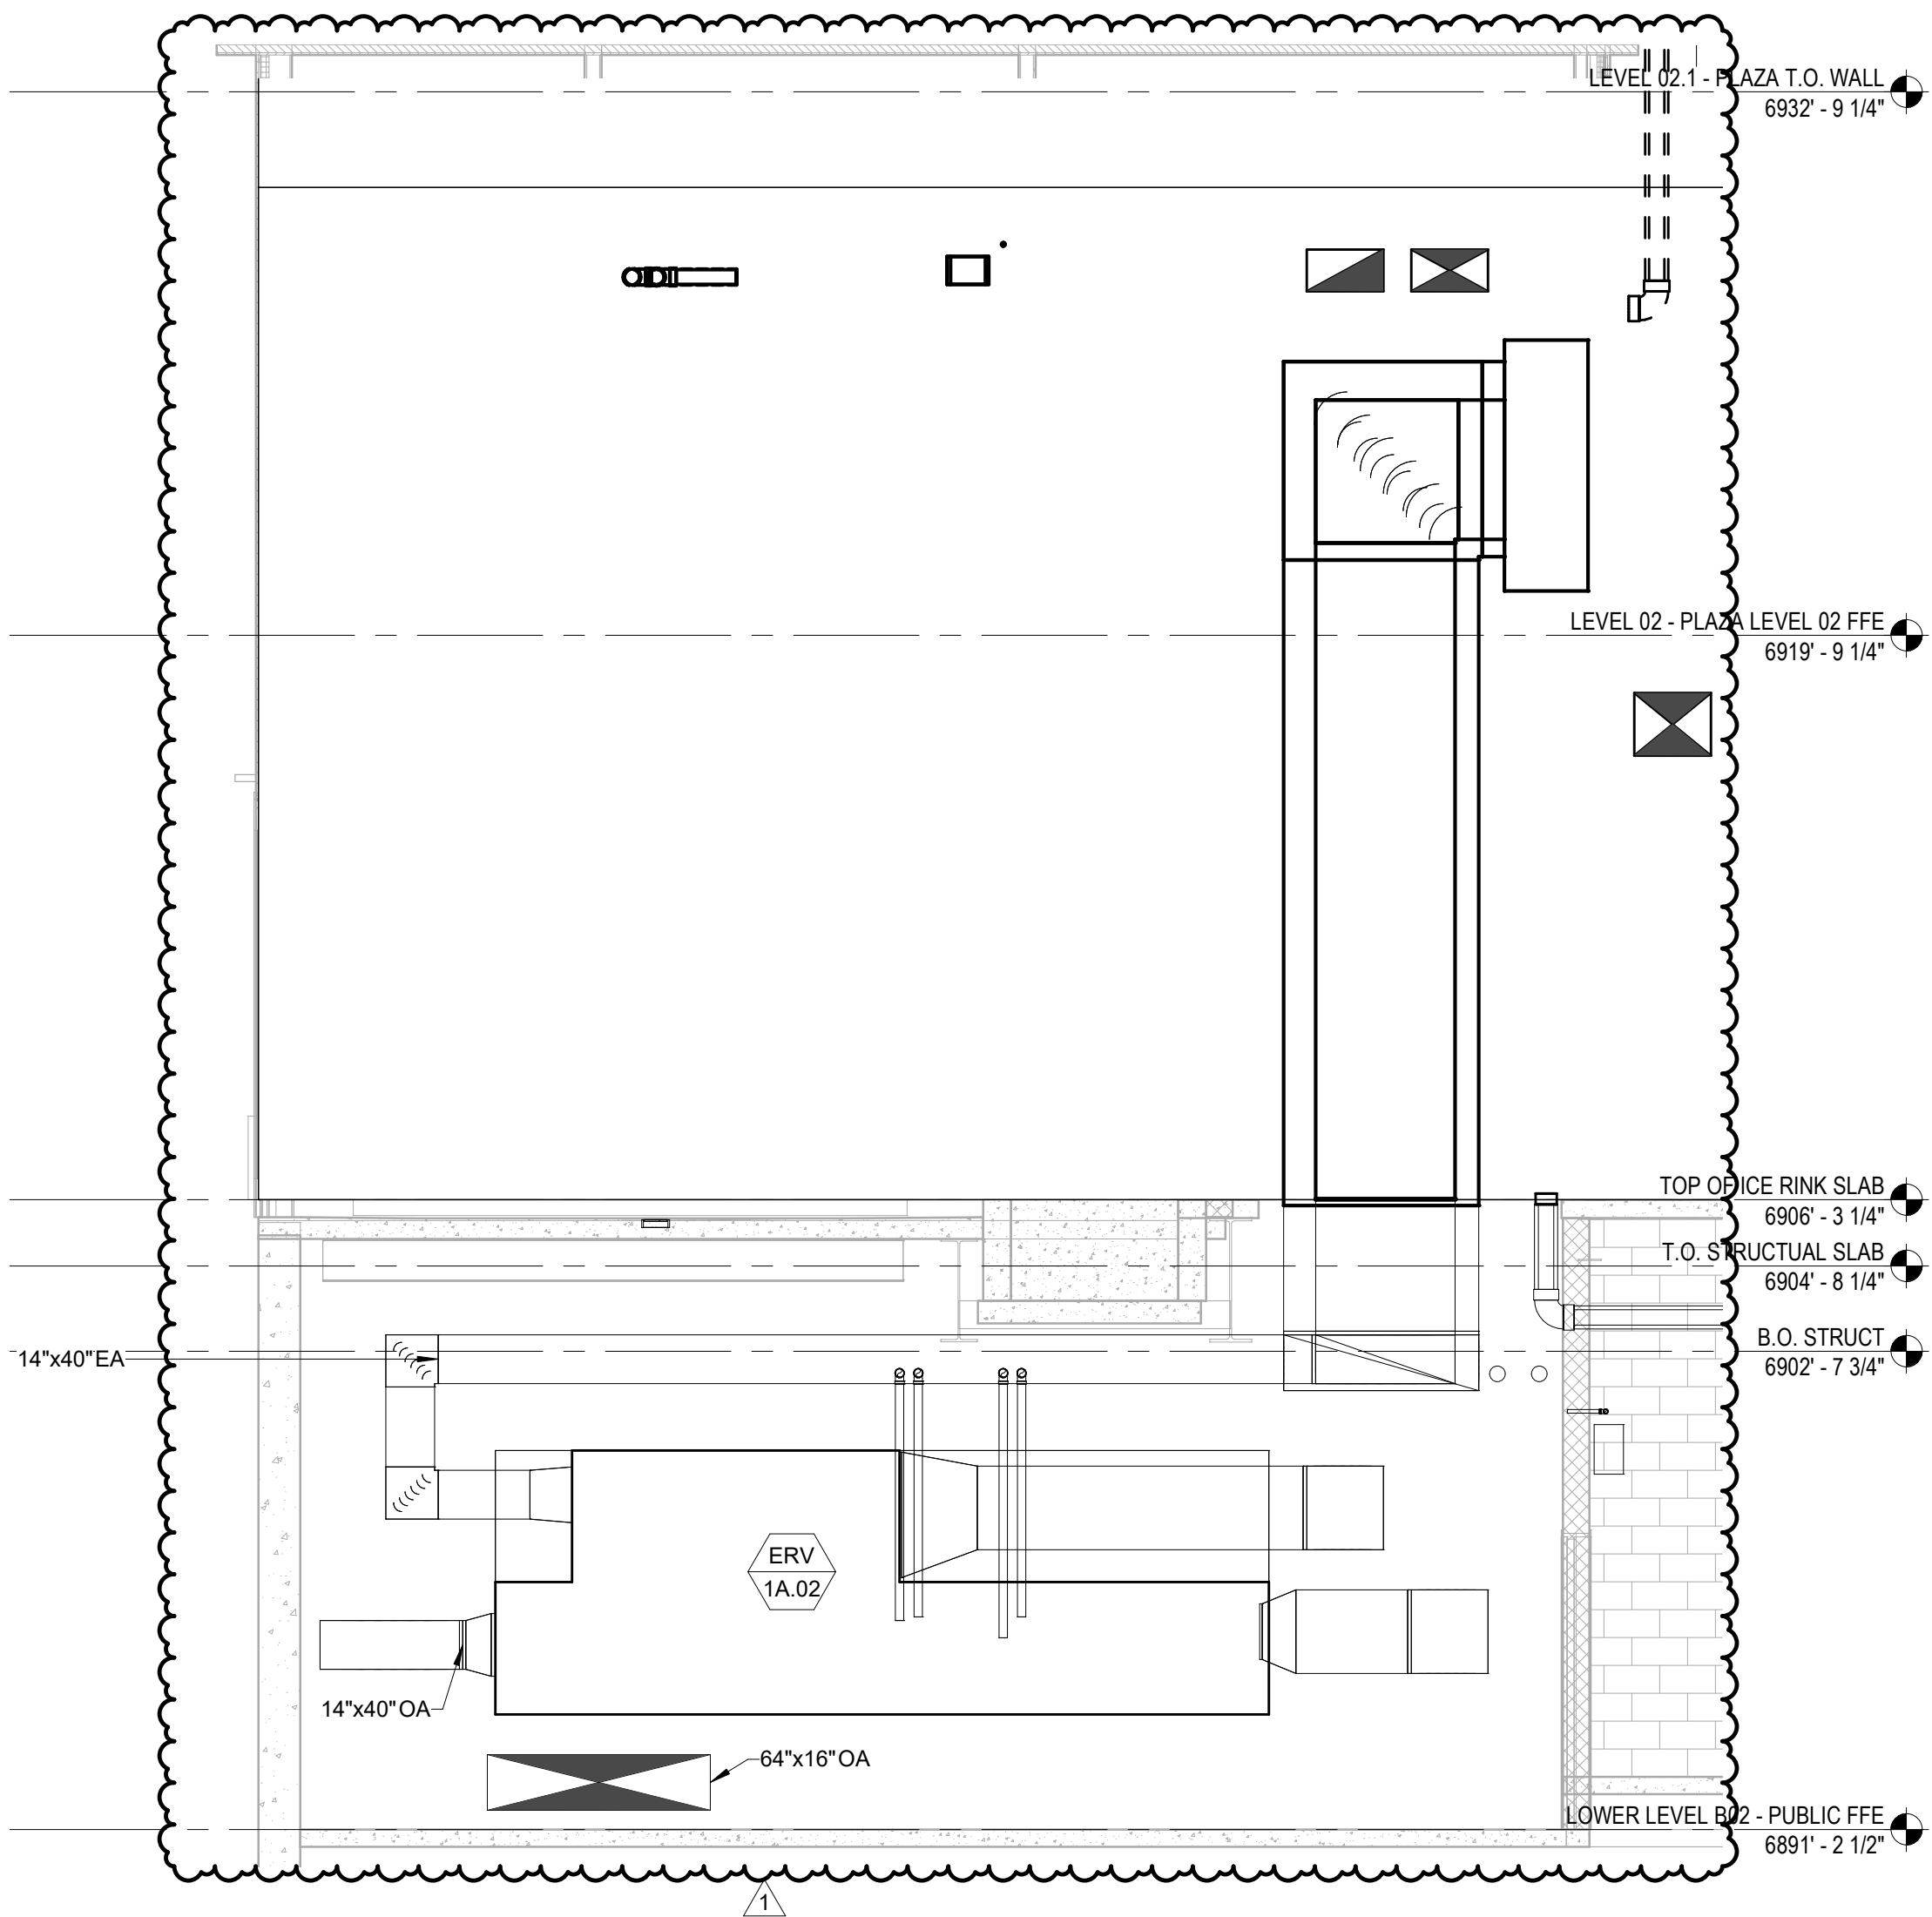 LEVEL 02.1 - PLAZA T.O. WALL
6932' - 9 1/4"
LEVEL 02 - PLAZA LEVEL 02 FFE
6919' - 9 1/4"
TOP OF ICE RINK SLAB
6906' - 3 1/4"
T.O. STRUCTUAL SLAB
6904' - 8 1/4"
B.O. STRUCT
6902' - 7 3/4"
14"x40" EA
ERV
1A.02
14"x40" OA
64"x16" OA
LOWER LEVEL B02 - PUBLIC FFE
6891' - 2 1/2"
1